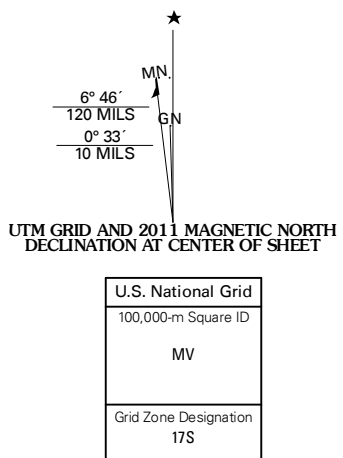 ★
MN.
6° 46´
120 MILS
GN
0° 33´
10 MILS
UTM GRID AND 2011 MAGNETIC NORTH
DECLINATION AT CENTER OF SHEET
U.S. National Grid
100,000-m Square ID
MV
Grid Zone Designation
17S